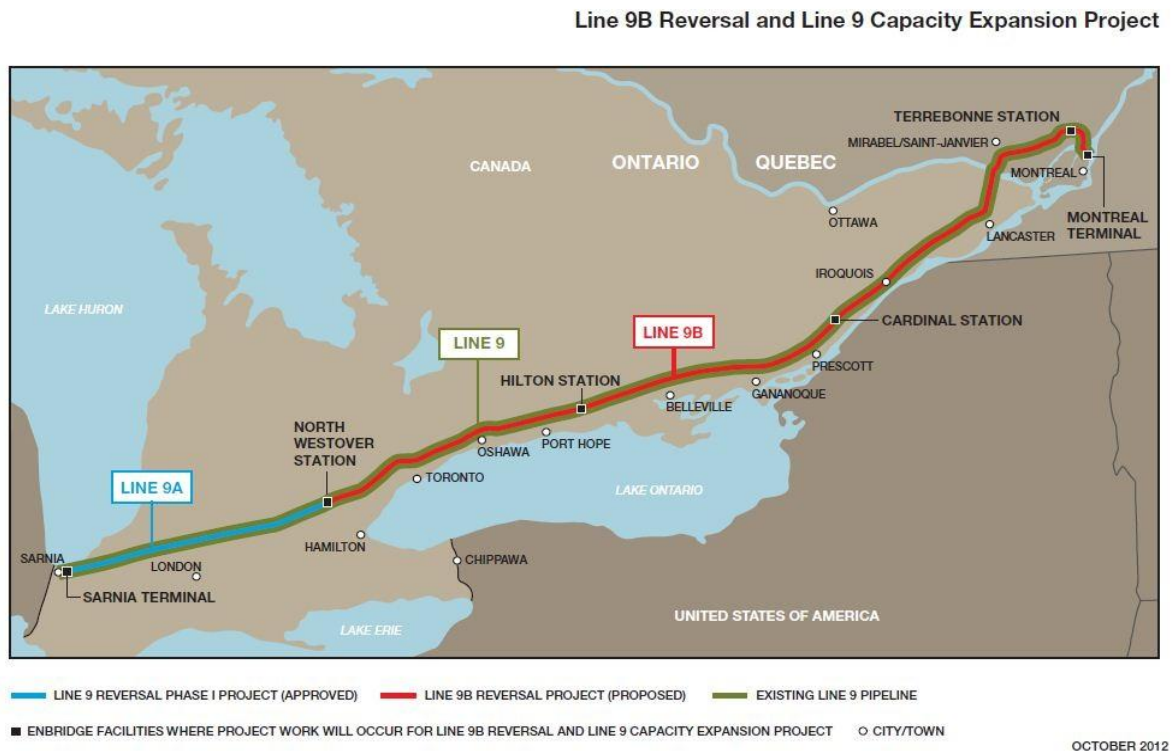 Line 9B Reversal and Line 9 Capacity Expansion Project
TERREBONNE STATION
MIRABEL/SAINT-JANVIER
CANADA
ONTARIO
QUEBEC
MONTREAL
OTTAWA
MONTREAL
TERMINAL
LANCASTER
IROQUOIS
LAKE HURON
CARDINAL STATION
LINE 9
LINE 9B
PRESCOTT
HILTON STATION
GANANOQUE
BELLEVILLE
NORTH
WESTOVER
STATION
OSHAWA
PORT HOPE
TORONTO
LINE 9A
LAKE ONTARIO
HAMILTON
SARNIA
LONDON
CHIPPAWA
SARNIA TERMINAL
UNITED STATES OF AMERICA
LAKE ERIE
LINE 9 REVERSAL PHASE I PROJECT (APPROVED)
LINE 9B REVERSAL PROJECT (PROPOSED)
EXISTING LINE 9 PIPELINE
ENBRIDGE FACILITIES WHERE PROJECT WORK WILL OCCUR FOR LINE 9B REVERSAL AND LINE 9 CAPACITY EXPANSION PROJECT
CITY/TOWN
OCTOBER 2012